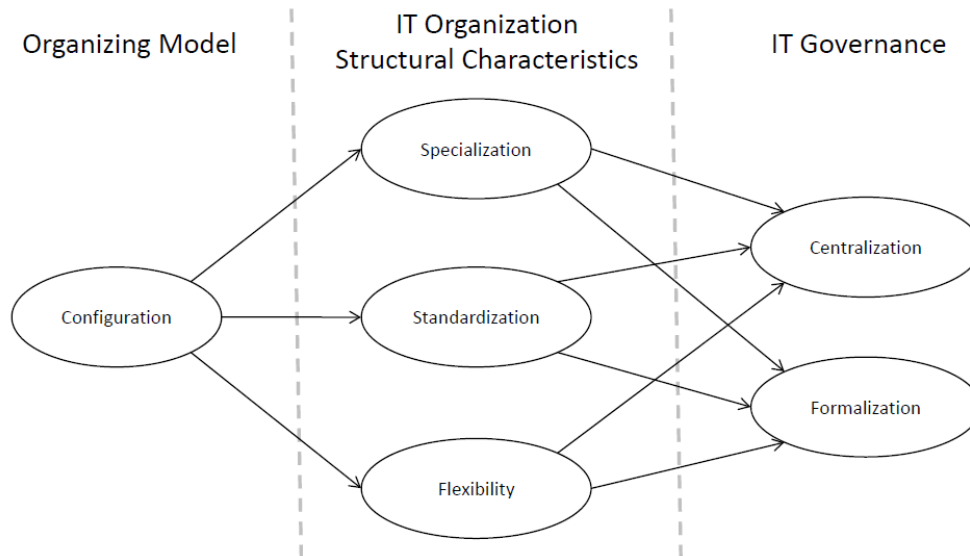 Organizing Model
IT Organization
Structural Characteristics
IT Governance
Specialization
Centralization
Configuration
Standardization
Formalization
Flexibility